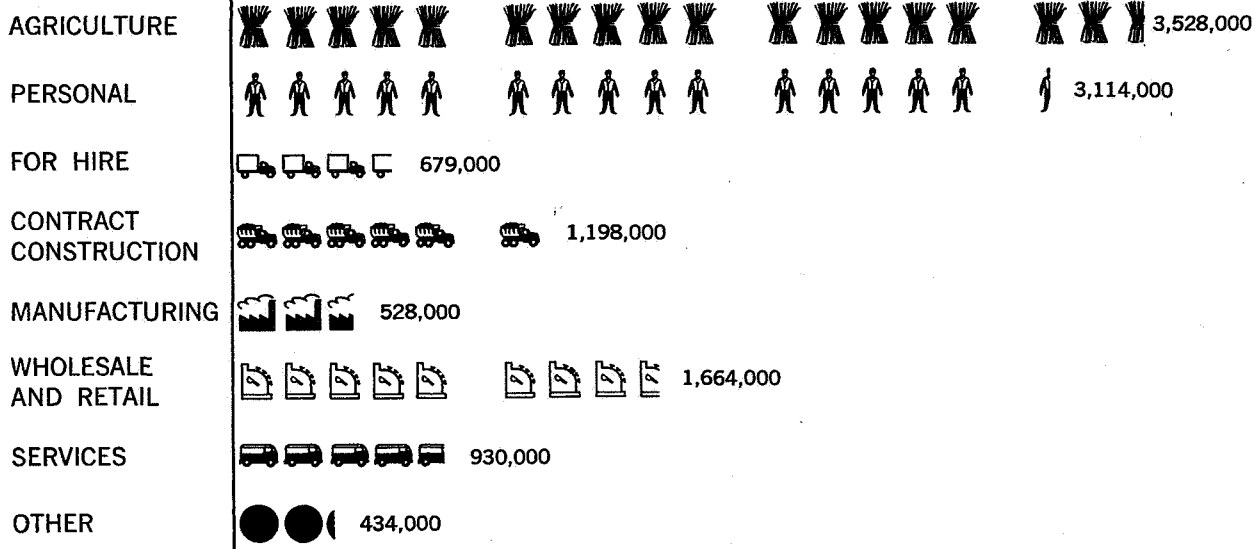 AGRICULTURE 3,528,000
PERSONAL 3,114,000
FOR HIRE 679,000
CONTRACT
CONSTRUCTION 1,198,000
MANUFACTURING 528,000
WHOLESALE
AND RETAIL 1,664,000
SERVICES 930,000
OTHER 434,000